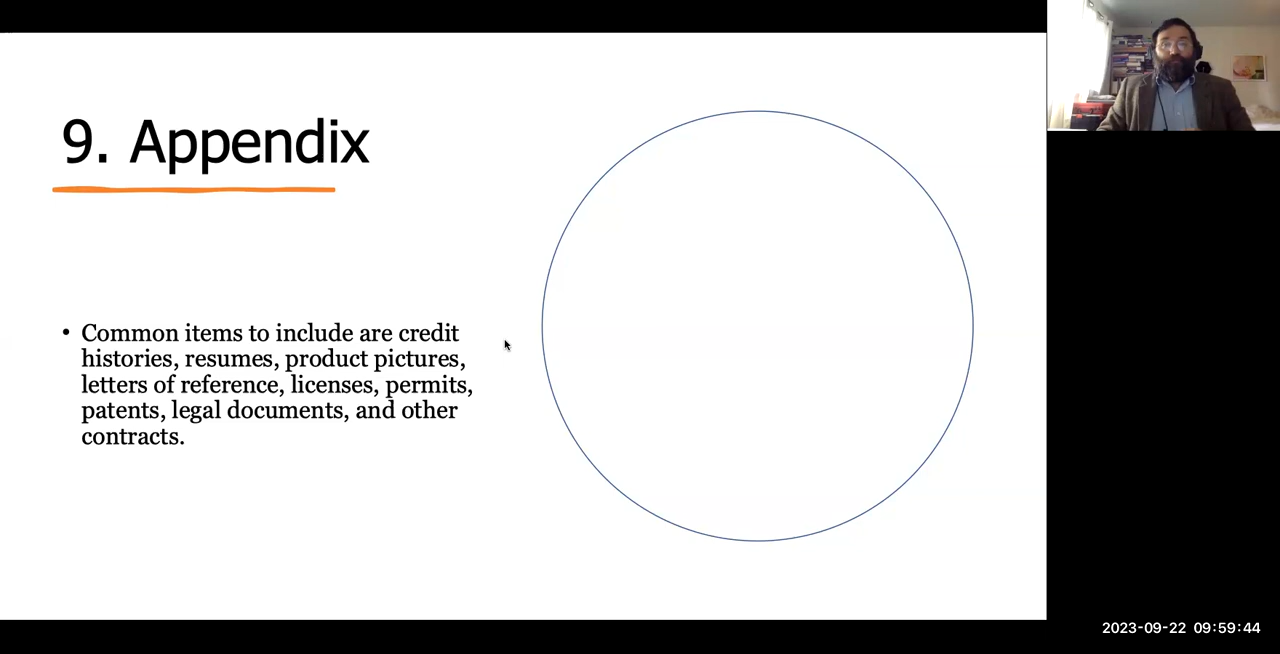 9. Appendix
• Common items to include are credit
histories, resumes, product pictures,
letters of reference, licenses, permits,
patents, legal documents, and other
contracts.
2023-09-22 09:59:44